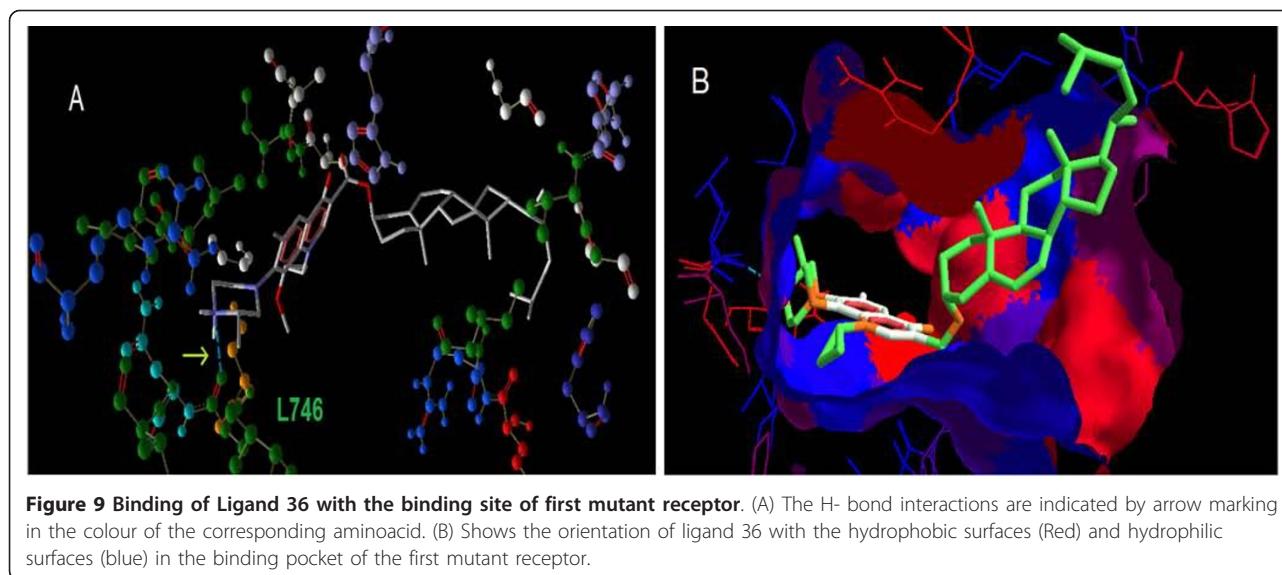 A
B
L746
Figure 9 Binding of Ligand 36 with the binding site of first mutant receptor. (A) The H- bond interactions are indicated by arrow marking
in the colour of the corresponding aminoacid. (B) Shows the orientation of ligand 36 with the hydrophobic surfaces (Red) and hydrophilic
surfaces (blue) in the binding pocket of the first mutant receptor.